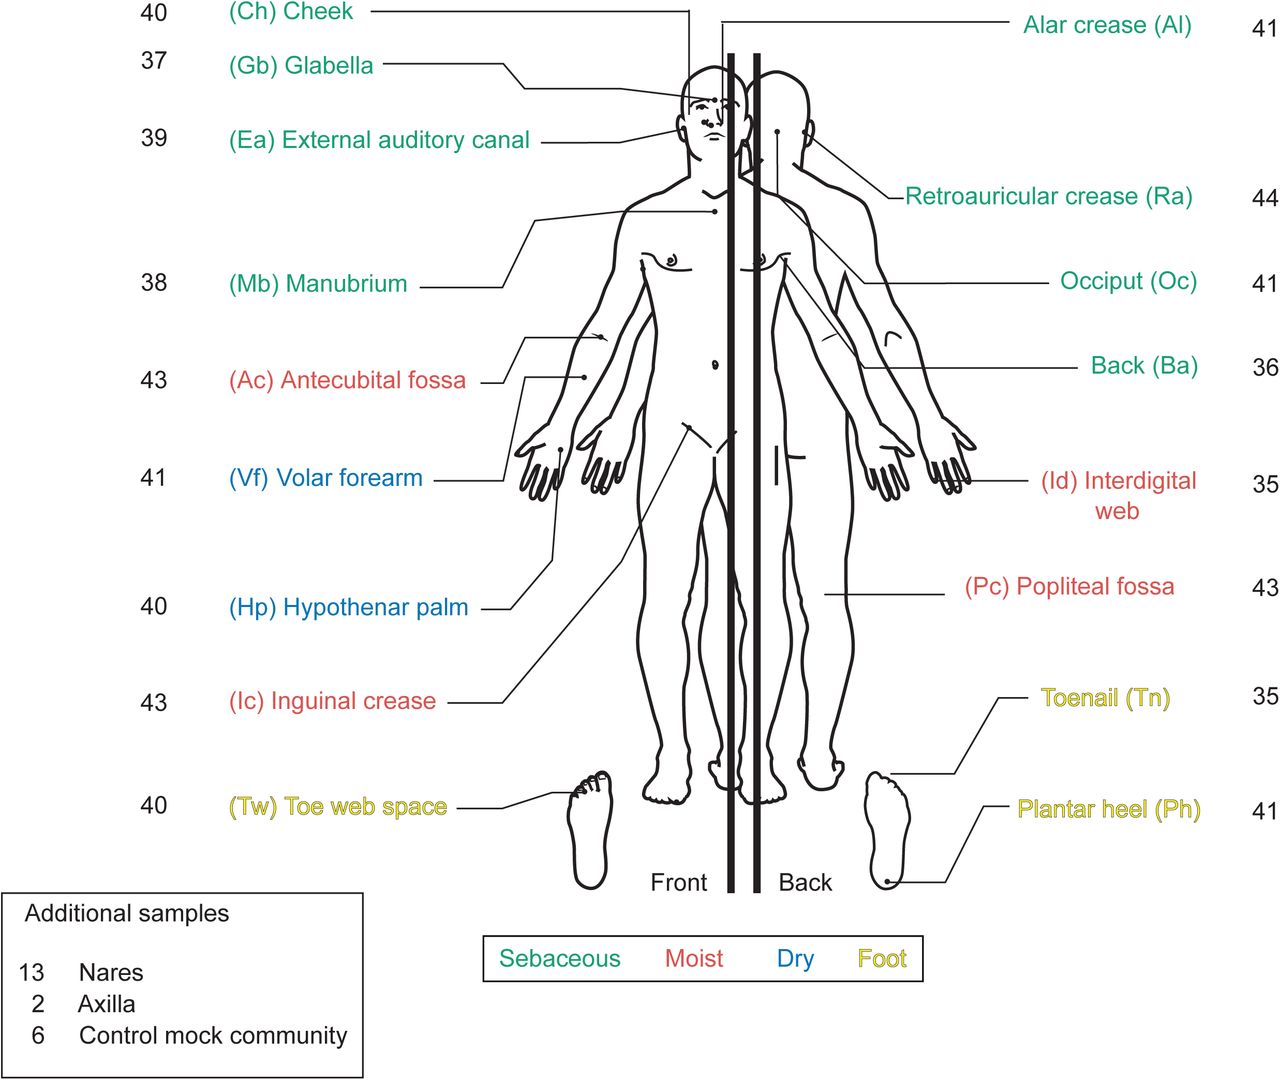 40 (Ch) Cheek
Alar crease (Al) 41
37 (Gb) Glabella
39 (Ea) External auditory canal
Retroauricular crease (Ra) 44
38 (Mb) Manubrium
Occiput (Oc) 41
Back (Ba) 36
43 (Ac) Antecubital fossa
41 (Vf) Volar forearm
(Id) Interdigital 35
web
(Pc) Popliteal fossa 43
40 (Hp) Hypothenar palm
43 (Ic) Inguinal crease
Toenail (Tn) 35
40 (Tw) Toe web space
Plantar heel (Ph) 41
Front Back
Additional samples
13 Nares
2 Axilla
6 Control mock community
Sebaceous Moist Dry Foot